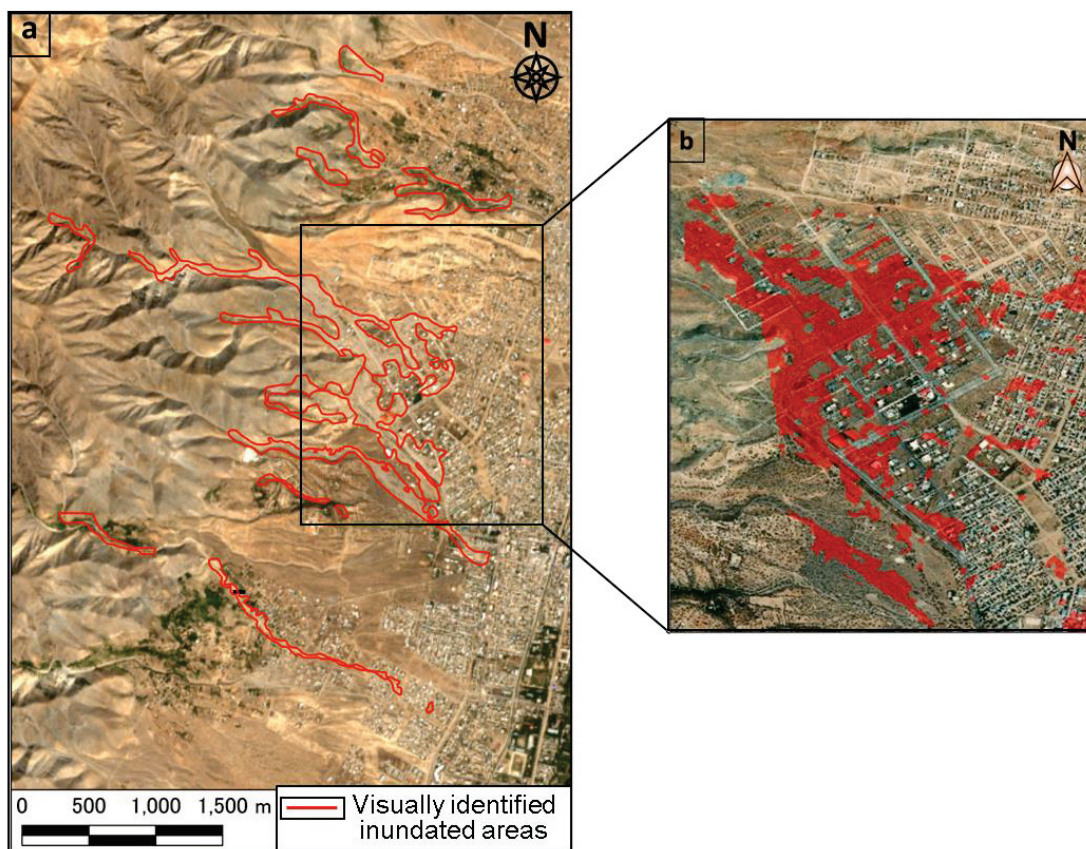 a
N
b
N
0 500 1,000 1,500 m
Visually identified
inundated areas